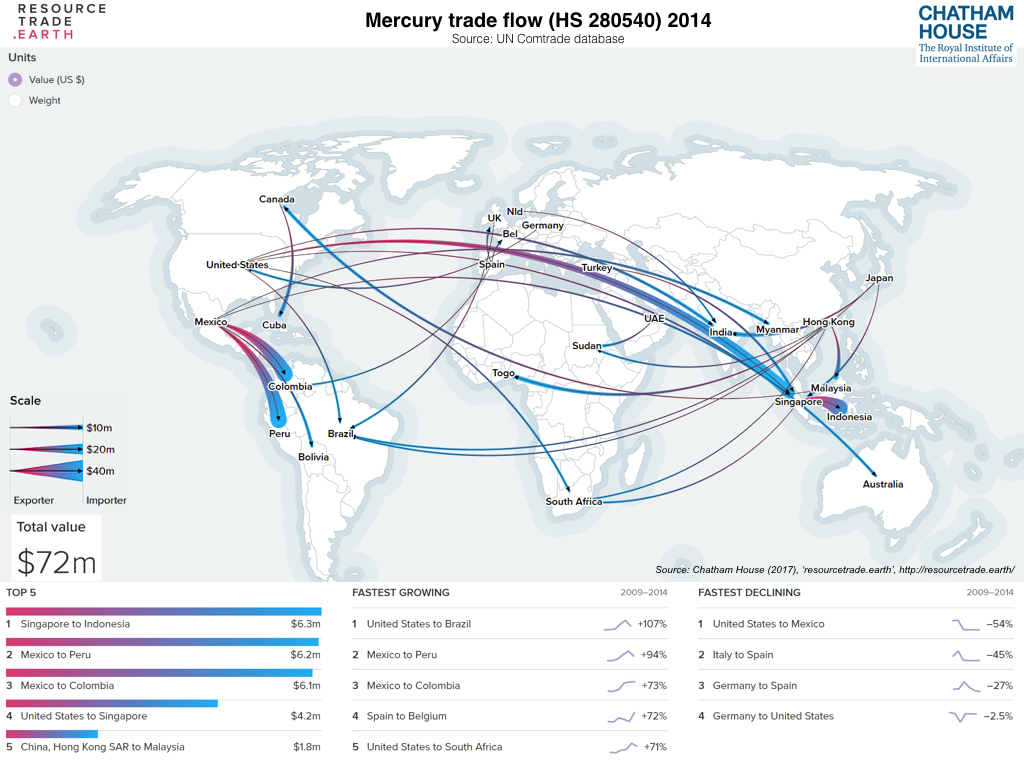 RESOURCE
TRADE
.EARTH
Mercury trade flow (HS 280540) 2014
Source: UN Comtrade database
CHATHAM
HOUSE
The Royal Institute of
International Affairs
Units
Value (US $)
Weight
Canada
UK
Nld
Germany
Bel
United States
Spain
Turkey
Japan
Mexico
Cuba
UAE
India
Myanmar
Hong Kong
Sudan
Togo
Colombia
Malaysia
Singapore
Indonesia
Peru
Brazil
Bolivia
Australia
South Africa
Scale
$10m
$20m
$40m
Exporter
Importer
Total value
$72m
Source: Chatham House (2017), ‘resourcetrade.earth’, http://resourcetrade.earth/
TOP 5
1 Singapore to Indonesia $6.3m
2 Mexico to Peru $6.2m
3 Mexico to Colombia $6.1m
4 United States to Singapore $4.2m
5 China, Hong Kong SAR to Malaysia $1.8m
FASTEST GROWING 2009–2014
1 United States to Brazil +107%
2 Mexico to Peru +94%
3 Mexico to Colombia +73%
4 Spain to Belgium +72%
5 United States to South Africa +71%
FASTEST DECLINING 2009–2014
1 United States to Mexico −54%
2 Italy to Spain −45%
3 Germany to Spain −27%
4 Germany to United States −2.5%